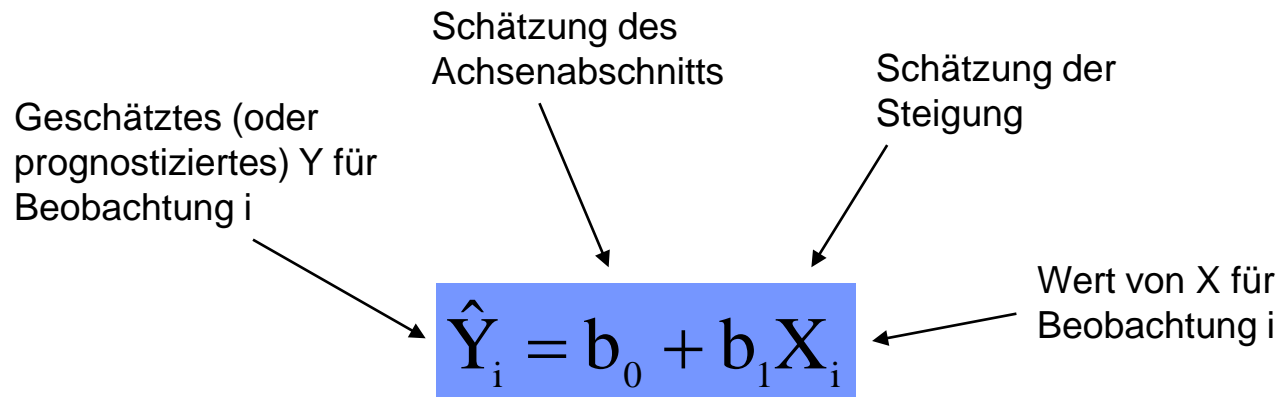 Schätzung des
Achsenabschnitts
Schätzung der
Steigung
Geschätztes (oder
prognostiziertes) Y für
Beobachtung i
Wert von X für
Beobachtung i
Ŷᵢ = b₀ + b₁Xᵢ